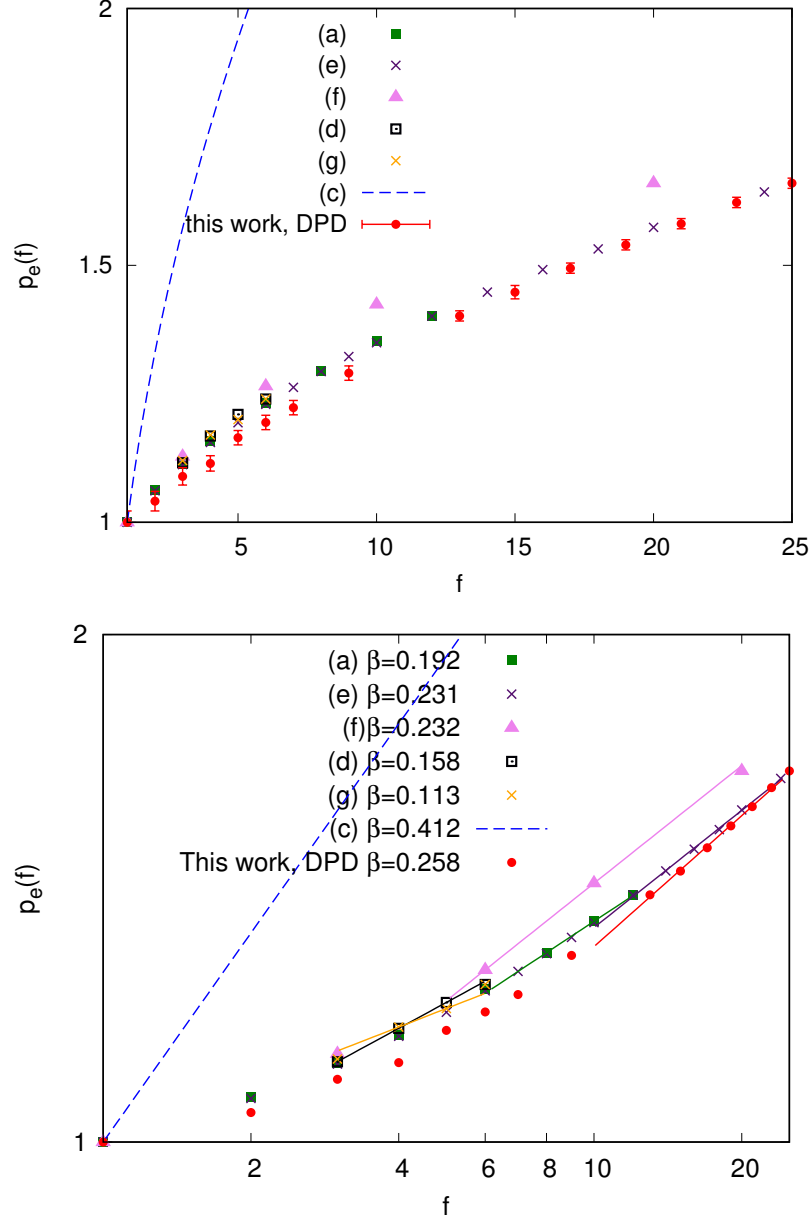 2
(a)
(e)
(f)
(d)
(g)
(c)
this work, DPD
1.5
1
pₑ(f)
5 10 15 20 25
f
2
(a) β=0.192
(e) β=0.231
(f)β=0.232
(d) β=0.158
(g) β=0.113
(c) β=0.412
This work, DPD β=0.258
pₑ(f)
1
2 4 6 8 10 20
f